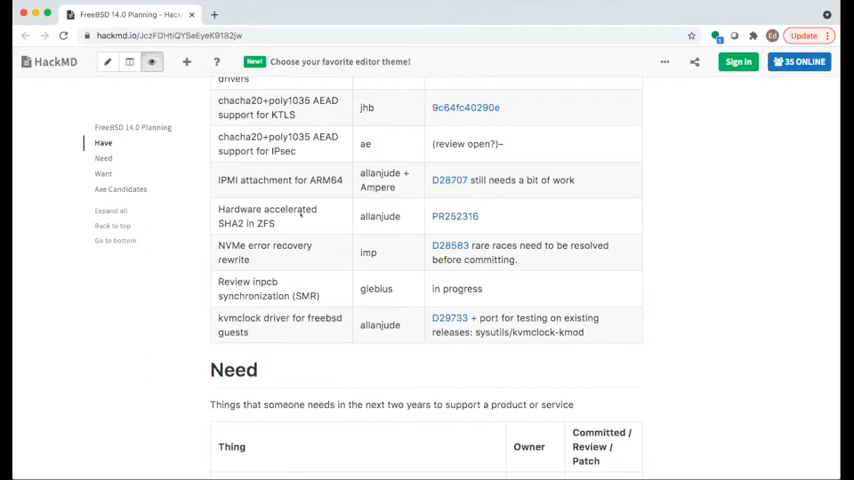 FreeBSD 14.0 Planning - HackM
hackmd.io/JczFDHtiQYSeEyeK9182jw
Ed
Update
HackMD
New! Choose your favorite editor theme!
Sign in
35 ONLINE
drivers
chacha20+poly1035 AEAD
support for KTLS
jhb
9c64fc40290e
chacha20+poly1035 AEAD
support for IPsec
ae
(review open?)–
IPMI attachment for ARM64
allanjude +
Ampere
D28707 still needs a bit of work
Hardware accelerated
SHA2 in ZFS
allanjude
PR252316
NVMe error recovery
rewrite
imp
D28583 rare races need to be resolved
before committing.
Review inpcb
synchronization (SMR)
glebius
in progress
kvmclock driver for freebsd
guests
allanjude
D29733 + port for testing on existing
releases: sysutils/kvmclock-kmod
FreeBSD 14.0 Planning
Have
Need
Want
Axe Candidates
Expand all
Back to top
Go to bottom
Need
Things that someone needs in the next two years to support a product or service
Thing
Owner
Committed /
Review /
Patch